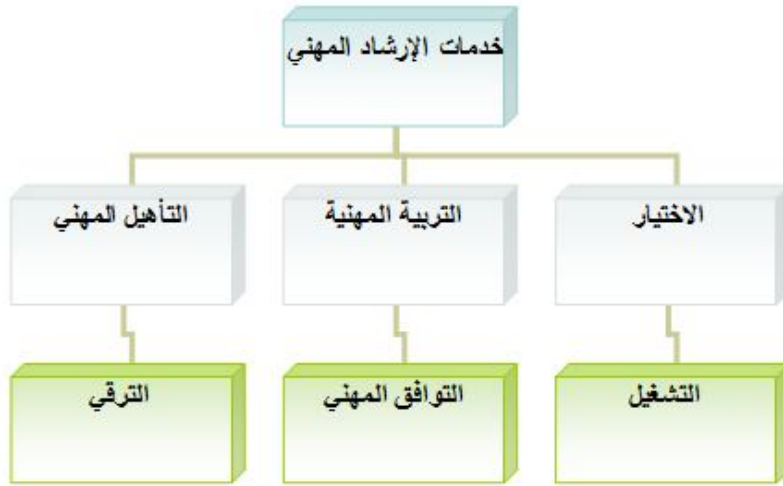 خدمات الإرشاد المهني
الاختيار
التربية المهنية
التأهيل المهني
التشغيل
التوافق المهني
الترقي